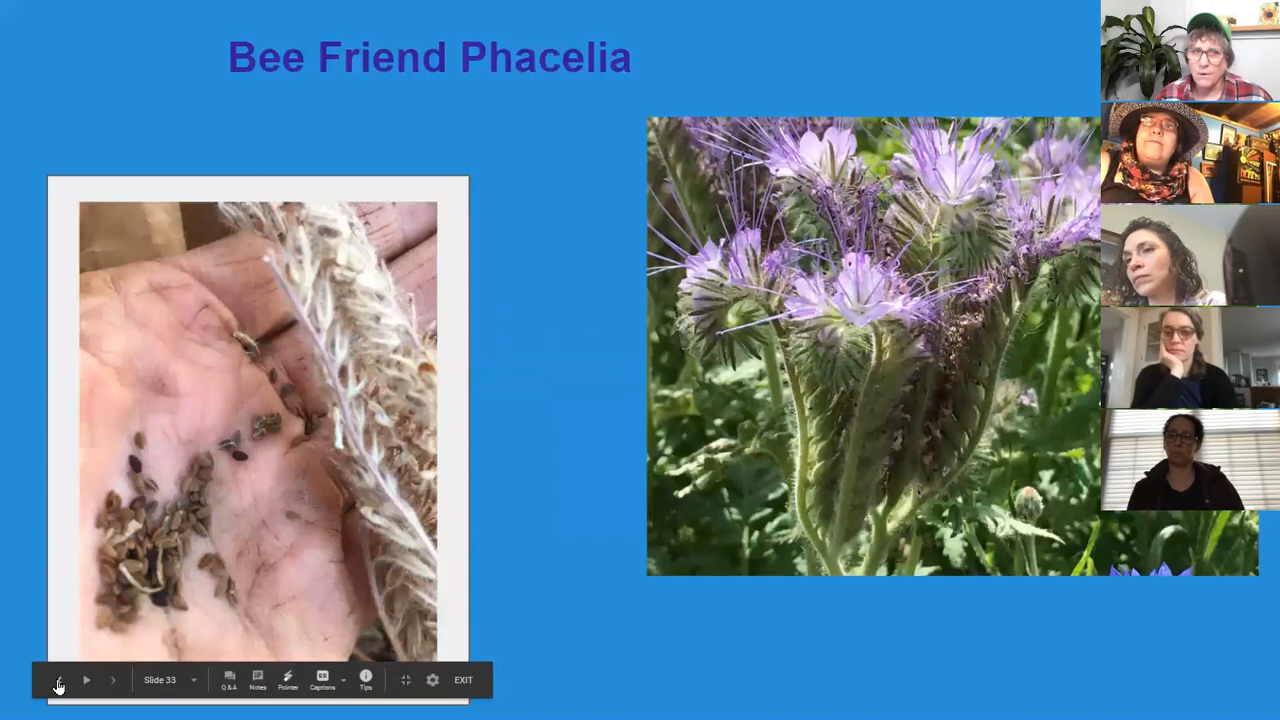 Bee Friend Phacelia
Slide 33
Q&A
Notes
Pointer
Captions
Tips
EXIT